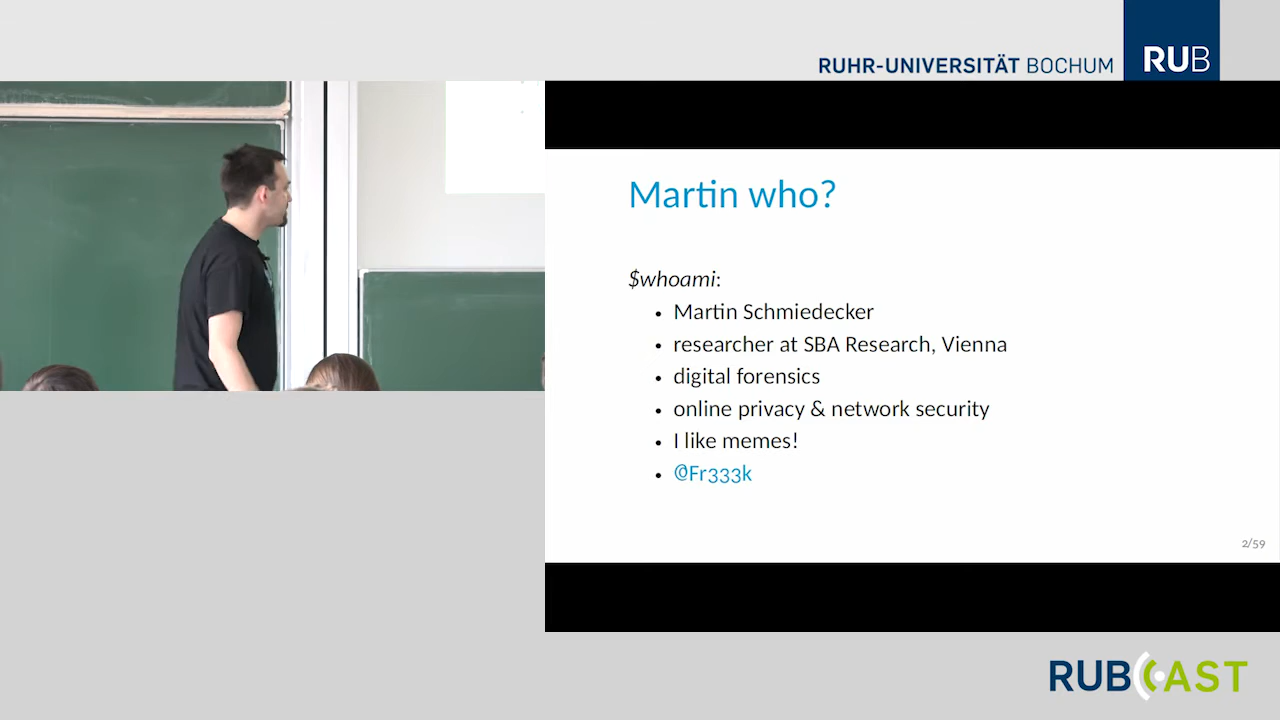 RUHR-UNIVERSITÄT BOCHUM
RUB
Martin who?
$whoami:
• Martin Schmiedecker
• researcher at SBA Research, Vienna
• digital forensics
• online privacy & network security
• I like memes!
• @Fr333k
2/59
RUBCAST